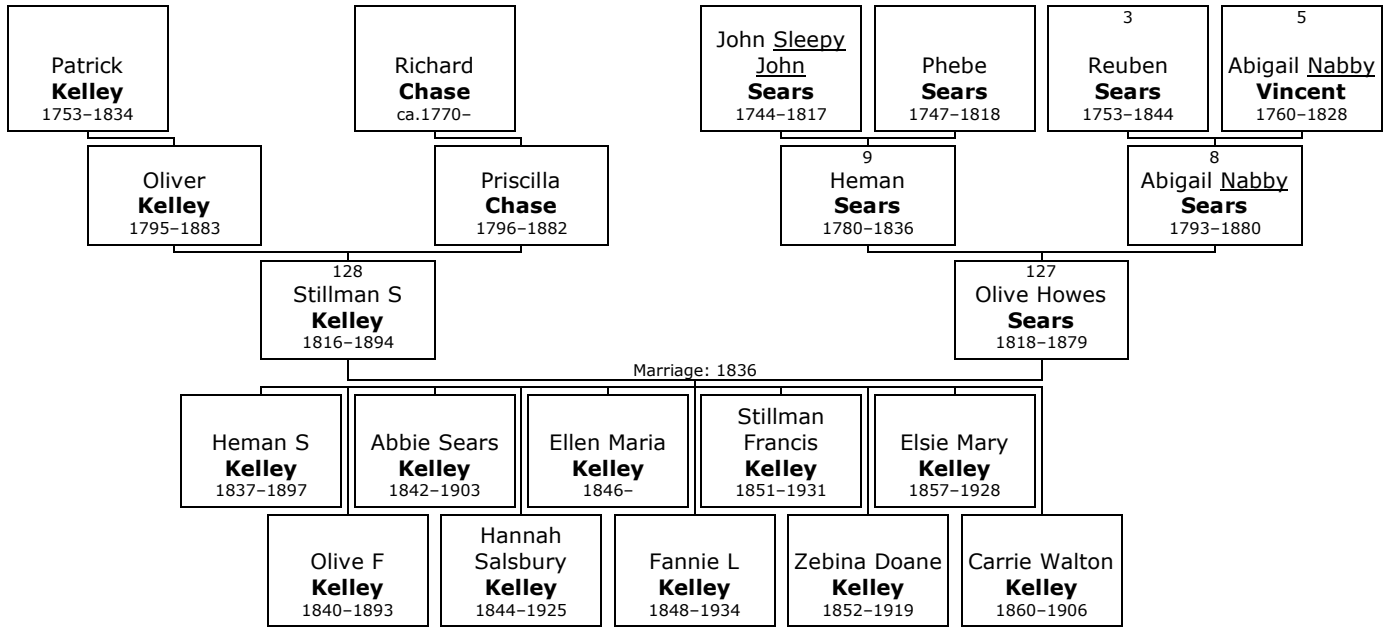 Patrick
Kelley
1753–1834
Richard
Chase
ca.1770–
John Sleepy
John
Sears
1744–1817
Phebe
Sears
1747–1818
3
Reuben
Sears
1753–1844
5
Abigail Nabby
Vincent
1760–1828
Oliver
Kelley
1795–1883
Priscilla
Chase
1796–1882
9
Heman
Sears
1780–1836
8
Abigail Nabby
Sears
1793–1880
128
Stillman S
Kelley
1816–1894
127
Olive Howes
Sears
1818–1879
Marriage: 1836
Heman S
Kelley
1837–1897
Abbie Sears
Kelley
1842–1903
Ellen Maria
Kelley
1846–
Stillman
Francis
Kelley
1851–1931
Elsie Mary
Kelley
1857–1928
Olive F
Kelley
1840–1893
Hannah
Salsbury
Kelley
1844–1925
Fannie L
Kelley
1848–1934
Zebina Doane
Kelley
1852–1919
Carrie Walton
Kelley
1860–1906